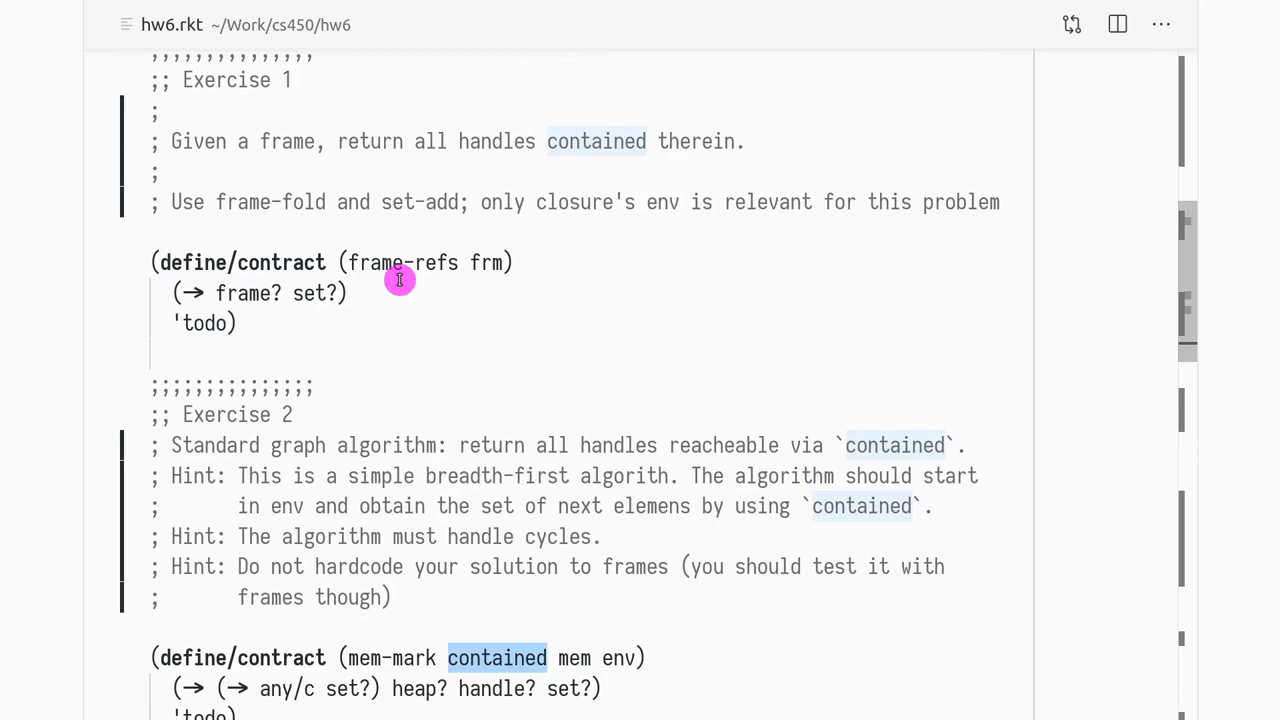 hw6.rkt ~/Work/cs450/hw6
;;;;;;;;;;;;;;;
;; Exercise 1
;
; Given a frame, return all handles contained therein.
;
; Use frame-fold and set-add; only closure's env is relevant for this problem
(define/contract (frame-refs frm)
(→ frame? set?)
'todo)
;;;;;;;;;;;;;;;
;; Exercise 2
; Standard graph algorithm: return all handles reacheable via `contained`.
; Hint: This is a simple breadth-first algorith. The algorithm should start
; in env and obtain the set of next elemens by using `contained`.
; Hint: The algorithm must handle cycles.
; Hint: Do not hardcode your solution to frames (you should test it with
; frames though)
(define/contract (mem-mark contained mem env)
(→ (→ any/c set?) heap? handle? set?)
'todo)